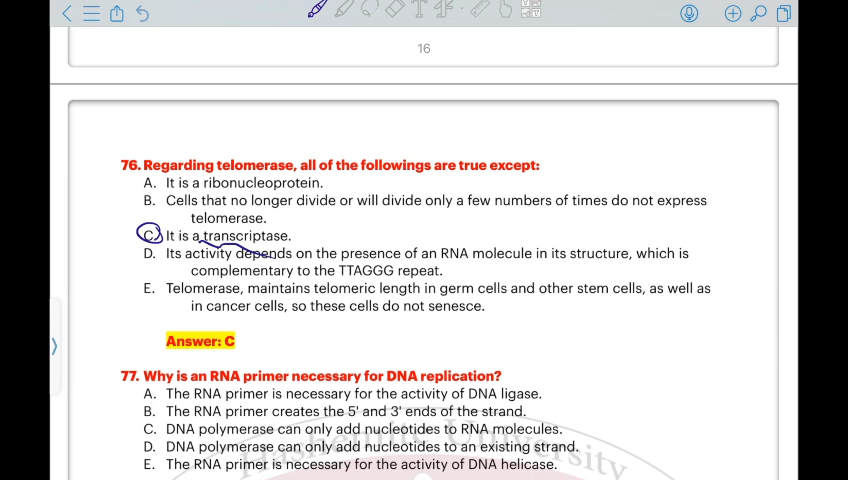 16
76. Regarding telomerase, all of the followings are true except:
A. It is a ribonucleoprotein.
B. Cells that no longer divide or will divide only a few numbers of times do not express
telomerase.
C. It is a transcriptase.
D. Its activity depends on the presence of an RNA molecule in its structure, which is
complementary to the TTAGGG repeat.
E. Telomerase, maintains telomeric length in germ cells and other stem cells, as well as
in cancer cells, so these cells do not senesce.
Answer: C
77. Why is an RNA primer necessary for DNA replication?
A. The RNA primer is necessary for the activity of DNA ligase.
B. The RNA primer creates the 5' and 3' ends of the strand.
C. DNA polymerase can only add nucleotides to RNA molecules.
D. DNA polymerase can only add nucleotides to an existing strand.
E. The RNA primer is necessary for the activity of DNA helicase.
Hashemite University